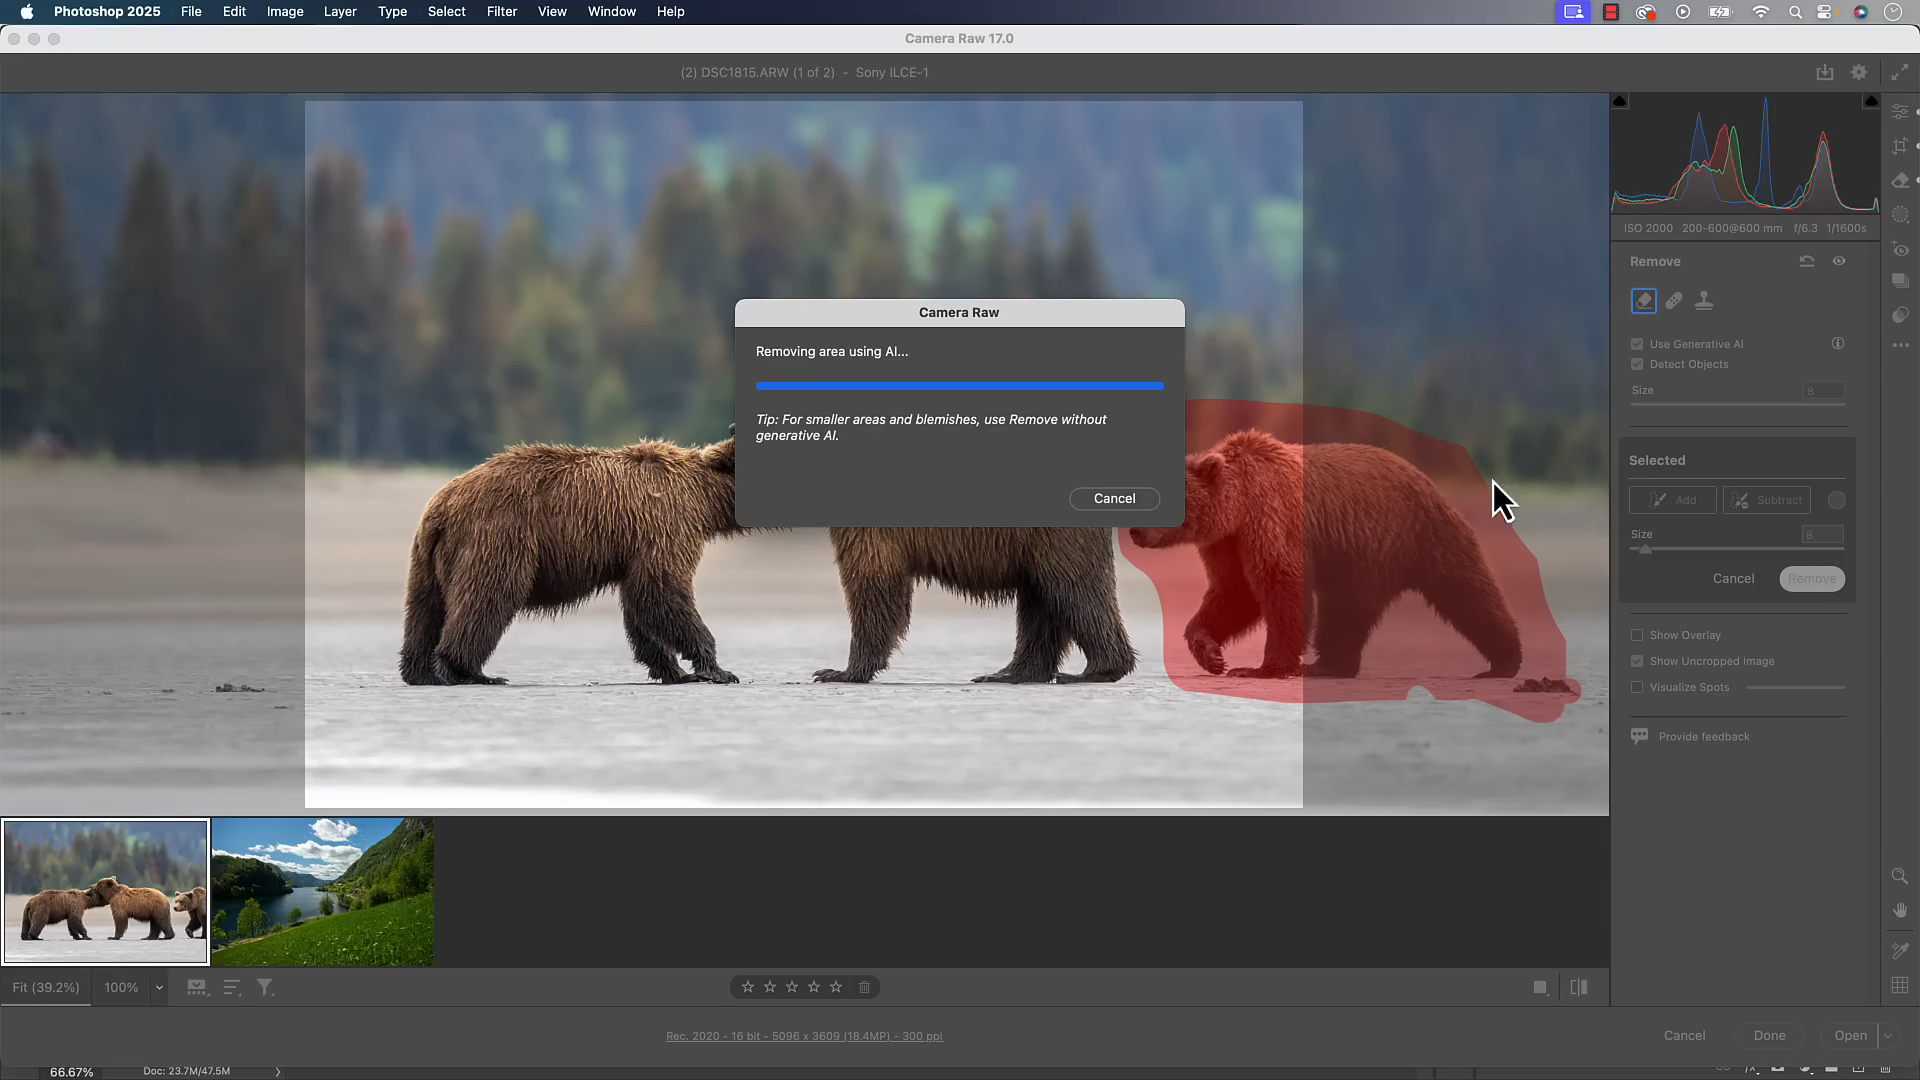 Photoshop 2025 File Edit Image Layer Type Select Filter View Window Help
Camera Raw 17.0
(2) DSC1815.ARW (1 of 2) - Sony ILCE-1
ISO 2000 200-600@600 mm f/6.3 1/1600s
Remove
Use Generative AI
Detect Objects
Size 8
Selected
Add Subtract
Size 8
Cancel Remove
Show Overlay
Show Uncropped Image
Visualize Spots
Provide feedback
Camera Raw
Removing area using AI...
Tip: For smaller areas and blemishes, use Remove without
generative AI.
Cancel
Fit (39.2%) 100%
Rec. 2020 - 16 bit - 5096 x 3609 (18.4MP) - 300 ppi
Cancel Done Open
66.67% Doc: 23.7M/47.5M